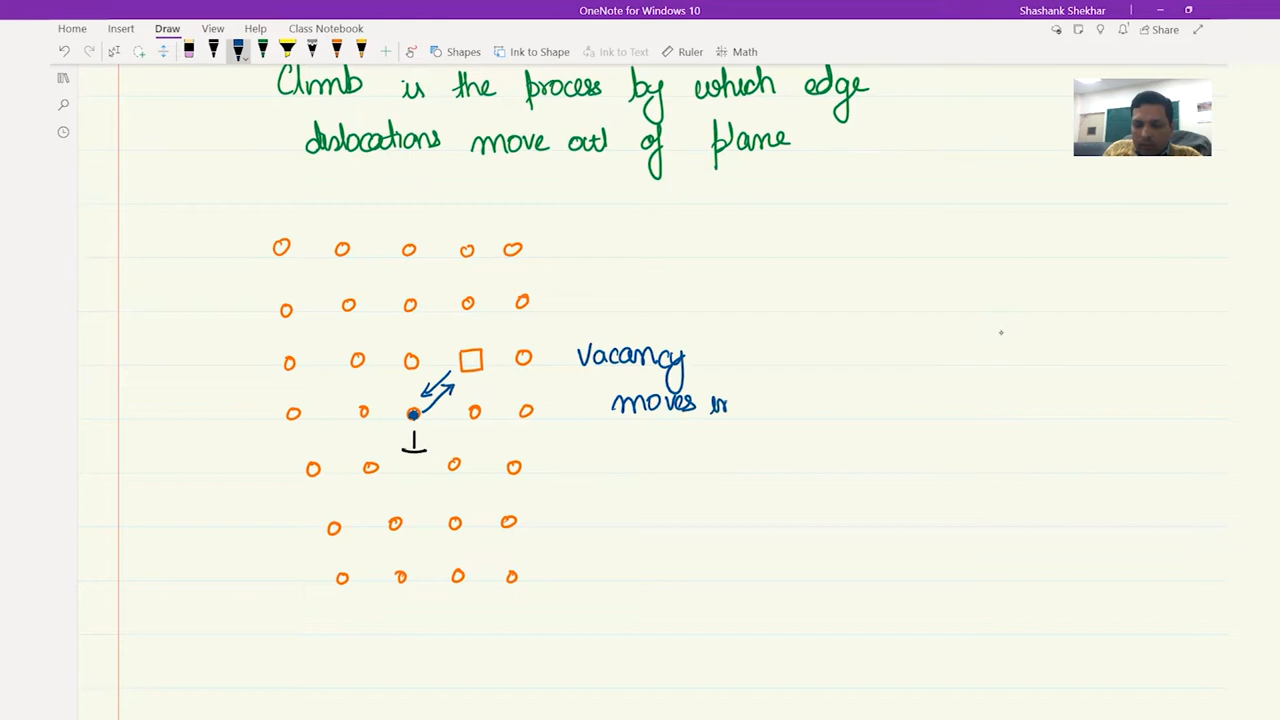 OneNote for Windows 10
Shashank Shekhar
Home Insert Draw View Help Class Notebook
Shapes Ink to Shape Ink to Text Ruler Math
Share
Climb is the process by which edge
dislocations move out of plane
Vacancy
moves in